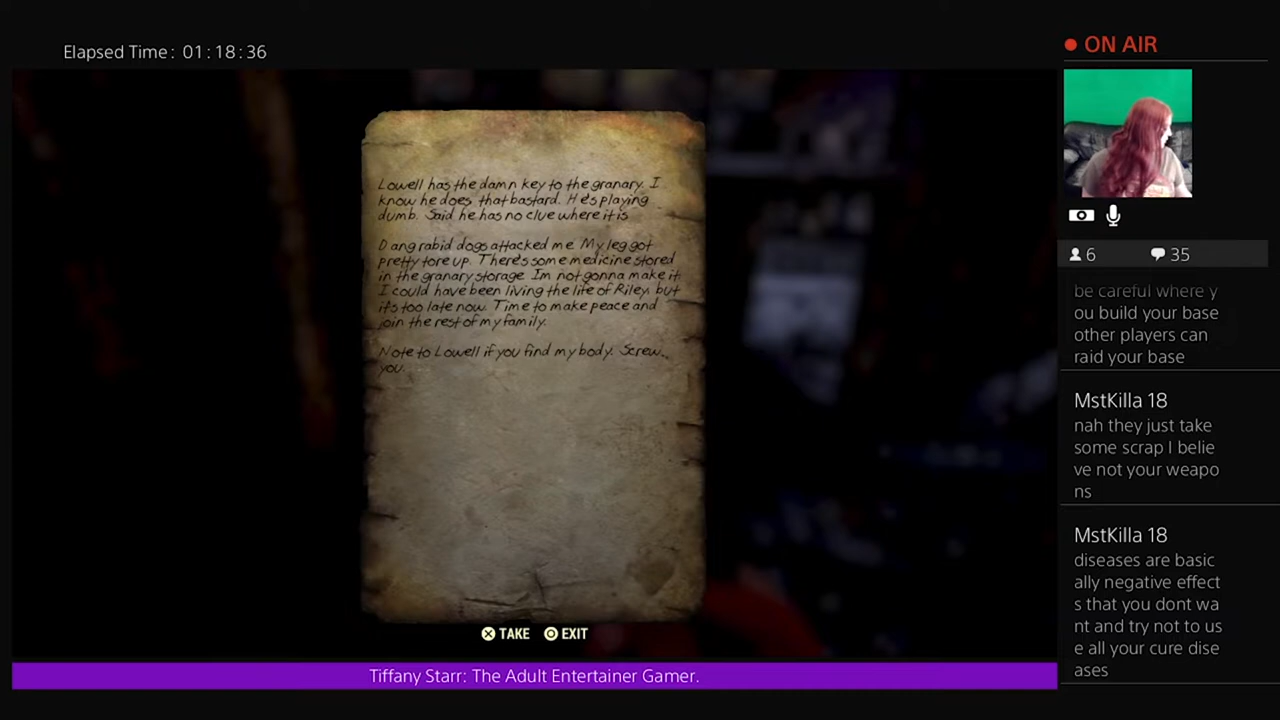 Elapsed Time: 01:18:36
ON AIR
Lowell has the damn key to the granary. I
know he does, that bastard. He's playing
dumb. Said he has no clue where it is
Dang rabid dogs attacked me. My leg got
pretty tore up. There's some medicine stored
in the granary storage. Im not gonna make it.
I could have been living the life of Riley, but
it's too late now. Time to make peace and
join the rest of my family.
Note to Lowell if you find my body. Screw
you.
TAKE EXIT
Tiffany Starr: The Adult Entertainer Gamer.
6 35
be careful where y
ou build your base
other players can
raid your base
MstKilla 18
nah they just take
some scrap I belie
ve not your weapo
ns
MstKilla 18
diseases are basic
ally negative effect
s that you dont wa
nt and try not to us
e all your cure dise
ases